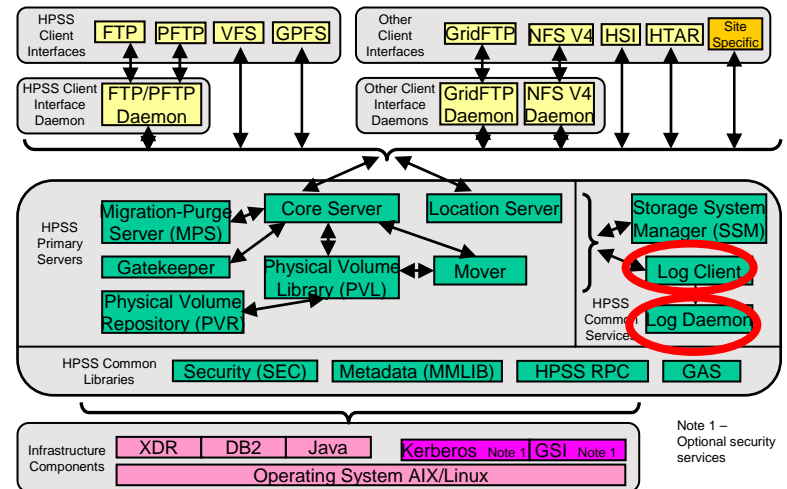 HPSS
Client
Interfaces
FTP
PFTP
VFS
GPFS
Other
Client
Interfaces
GridFTP
NFS V4
HSI
HTAR
Site
Specific
HPSS Client
Interface
Daemon
FTP/PFTP
Daemon
Other Client
Interface
Daemons
GridFTP
Daemon
NFS V4
Daemon
HPSS
Primary
Servers
Migration-Purge
Server (MPS)
Core Server
Location Server
Gatekeeper
Physical Volume
Library (PVL)
Mover
Physical Volume
Repository (PVR)
Storage System
Manager (SSM)
Log Client
HPSS
Common
Services
Log Daemon
HPSS Common
Libraries
Security (SEC)
Metadata (MMLIB)
HPSS RPC
GAS
Infrastructure
Components
XDR
DB2
Java
Kerberos Note 1
GSI Note 1
Operating System AIX/Linux
Note 1 –
Optional security
services